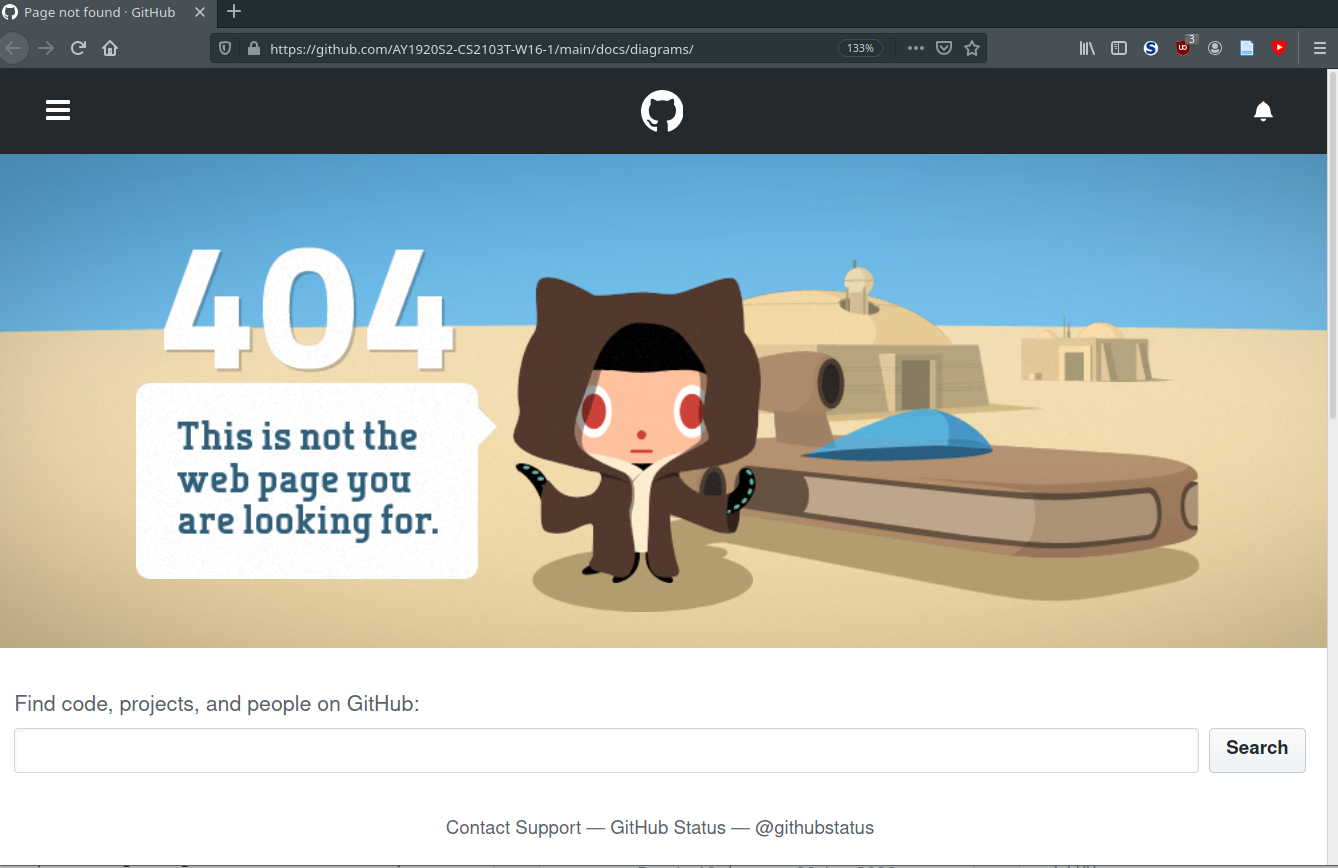 Page not found · GitHub
https://github.com/AY1920S2-CS2103T-W16-1/main/docs/diagrams/
133%
3
404
This is not the
web page you
are looking for.
Find code, projects, and people on GitHub:
Search
Contact Support — GitHub Status — @githubstatus